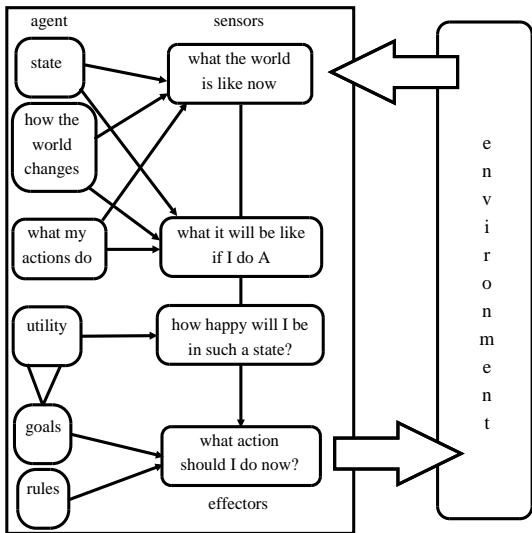 agent
sensors
state
what the world
is like now
how the
world
changes
what my
actions do
what it will be like
if I do A
utility
how happy will I be
in such a state?
goals
what action
should I do now?
rules
effectors
environment